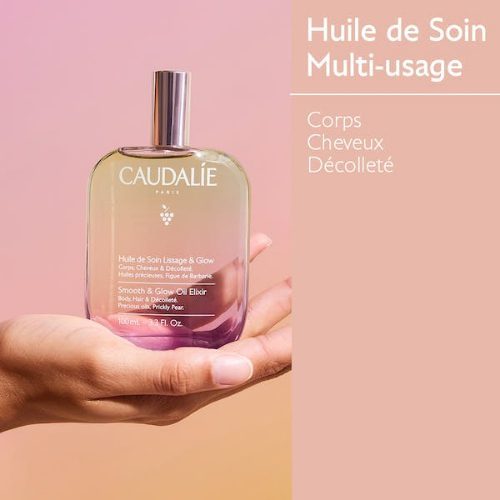 Huile de Soin
Multi-usage
Corps
Cheveux
Décolleté
CAUDALÍE
PARIS
Huile de Soin Lissage & Glow
Corps, Cheveux & Décolleté.
Huiles précieuses, Figue de Barbarie.
Smooth & Glow Oil Elixir
Body, Hair & Décolleté.
Precious oils, Prickly Pear.
100 mL - 3.3 Fl. Oz.